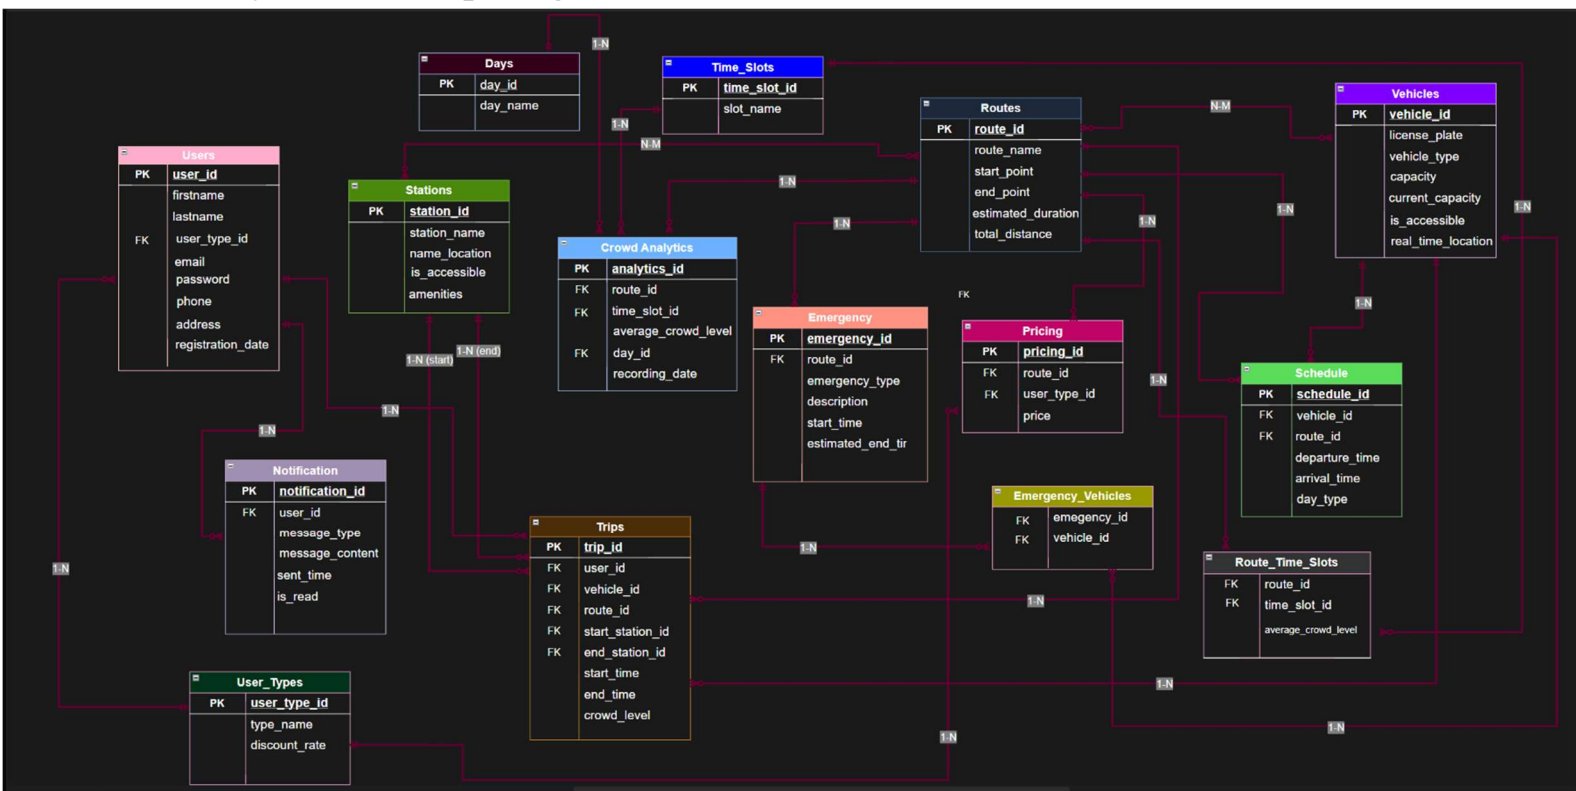 Days
PK day_id
day_name
Time_Slots
PK time_slot_id
slot_name
Routes
PK route_id
route_name
start_point
end_point
estimated_duration
total_distance
Vehicles
PK vehicle_id
license_plate
vehicle_type
capacity
current_capacity
is_accessible
real_time_location
Users
PK user_id
firstname
lastname
FK user_type_id
email
password
phone
address
registration_date
Stations
PK station_id
station_name
name_location
is_accessible
amenities
Crowd Analytics
PK analytics_id
FK route_id
FK time_slot_id
average_crowd_level
FK day_id
recording_date
Emergency
PK emergency_id
FK route_id
emergency_type
description
start_time
estimated_end_tir
FK
Pricing
PK pricing_id
FK route_id
FK user_type_id
price
Schedule
PK schedule_id
FK vehicle_id
FK route_id
departure_time
arrival_time
day_type
Notification
PK notification_id
FK user_id
message_type
message_content
sent_time
is_read
Trips
PK trip_id
FK user_id
FK vehicle_id
FK route_id
FK start_station_id
FK end_station_id
start_time
end_time
crowd_level
Emergency_Vehicles
FK emegency_id
FK vehicle_id
Route_Time_Slots
FK route_id
FK time_slot_id
average_crowd_level
User_Types
PK user_type_id
type_name
discount_rate
1-N
1-N
N-M
N-M
1-N
1-N
1-N
1-N
1-N
1-N
1-N (start)
1-N (end)
1-N
1-N
1-N
1-N
1-N
1-N
1-N
1-N
1-N